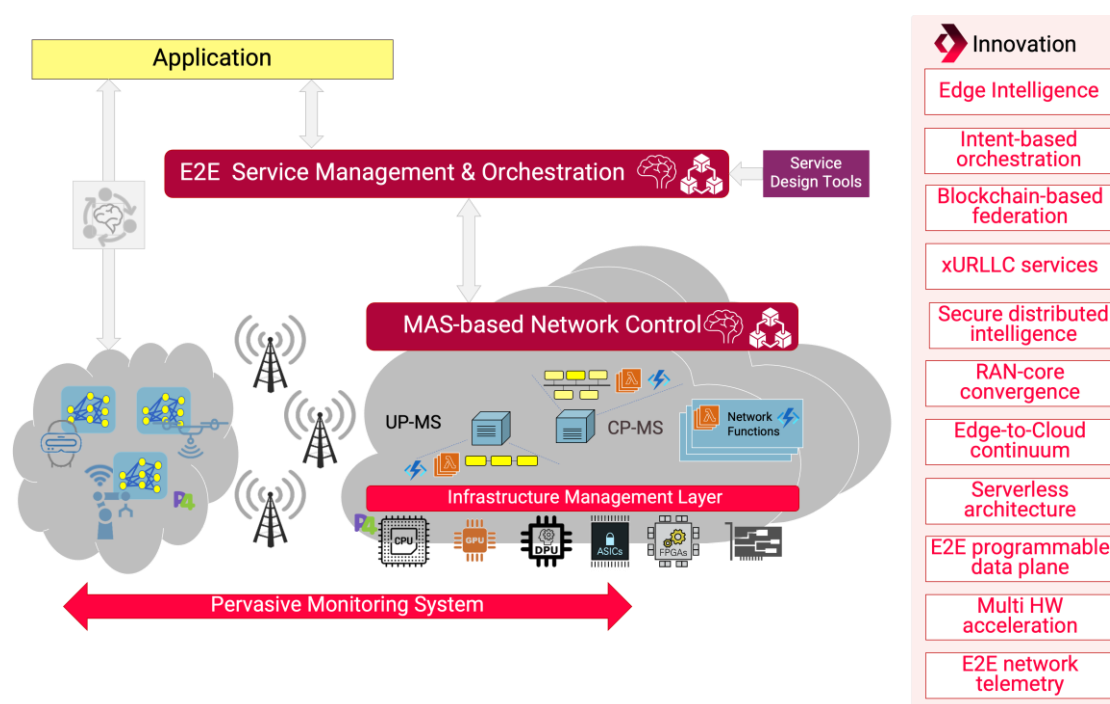 Application
E2E Service Management & Orchestration
Service
Design Tools
MAS-based Network Control
UP-MS
CP-MS
λ
λ
λ
Network
Functions
Infrastructure Management Layer
P4
P4
CPU
GPU
DPU
ASICs
FPGAs
Pervasive Monitoring System
Innovation
Edge Intelligence
Intent-based
orchestration
Blockchain-based
federation
xURLLC services
Secure distributed
intelligence
RAN-core
convergence
Edge-to-Cloud
continuum
Serverless
architecture
E2E programmable
data plane
Multi HW
acceleration
E2E network
telemetry